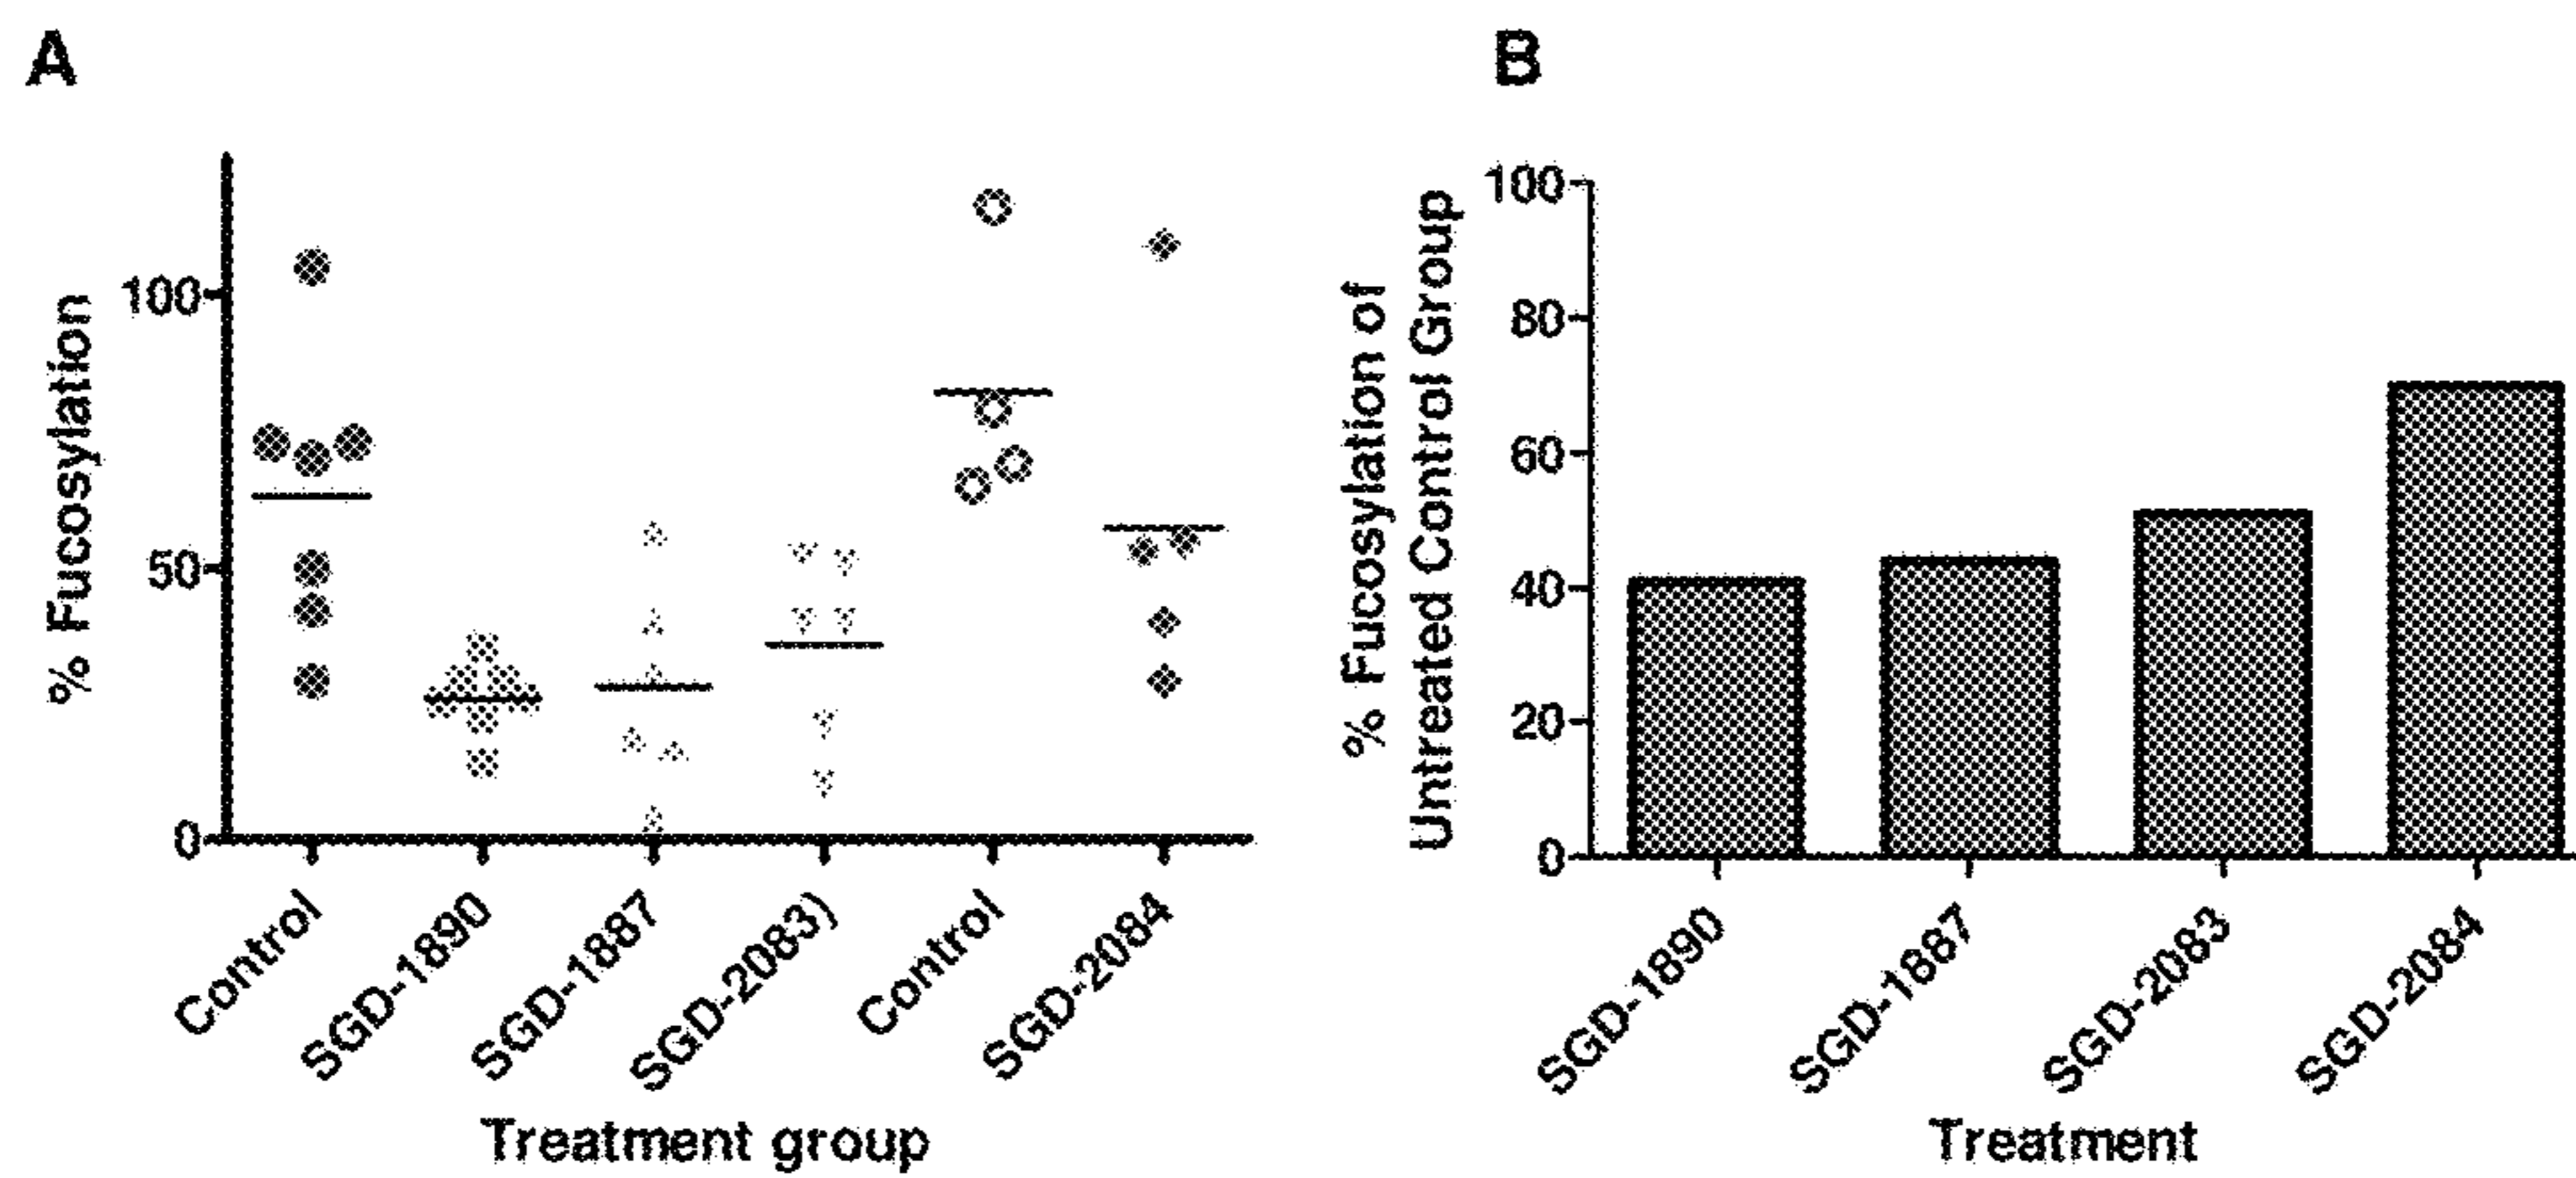 A
% Fucosylation
100
50
0
Control
SGD-1890
SGD-1887
SGD-2083)
Control
SGD-2084
Treatment group
B
% Fucosylation of
Untreated Control Group
100
80
60
40
20
0
SGD-1890
SGD-1887
SGD-2083
SGD-2084
Treatment